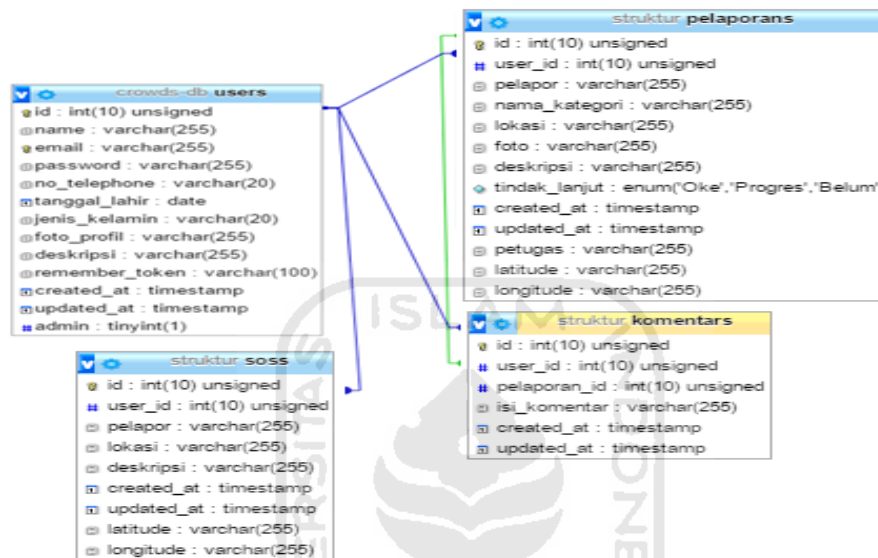 crowds-db users
id : int(10) unsigned
name : varchar(255)
email : varchar(255)
password : varchar(255)
no_telephone : varchar(20)
tanggal_lahir : date
jenis_kelamin : varchar(20)
foto_profil : varchar(255)
deskripsi : varchar(255)
remember_token : varchar(100)
created_at : timestamp
updated_at : timestamp
admin : tinyint(1)
struktur soss
id : int(10) unsigned
user_id : int(10) unsigned
pelapor : varchar(255)
lokasi : varchar(255)
deskripsi : varchar(255)
created_at : timestamp
updated_at : timestamp
latitude : varchar(255)
longitude : varchar(255)
struktur pelaporans
id : int(10) unsigned
user_id : int(10) unsigned
pelapor : varchar(255)
nama_kategori : varchar(255)
lokasi : varchar(255)
foto : varchar(255)
deskripsi : varchar(255)
tindak_lanjut : enum('Oke','Progres','Belum'
created_at : timestamp
updated_at : timestamp
petugas : varchar(255)
latitude : varchar(255)
longitude : varchar(255)
struktur komentars
id : int(10) unsigned
user_id : int(10) unsigned
pelaporan_id : int(10) unsigned
isi_komentar : varchar(255)
created_at : timestamp
updated_at : timestamp
ISLAM